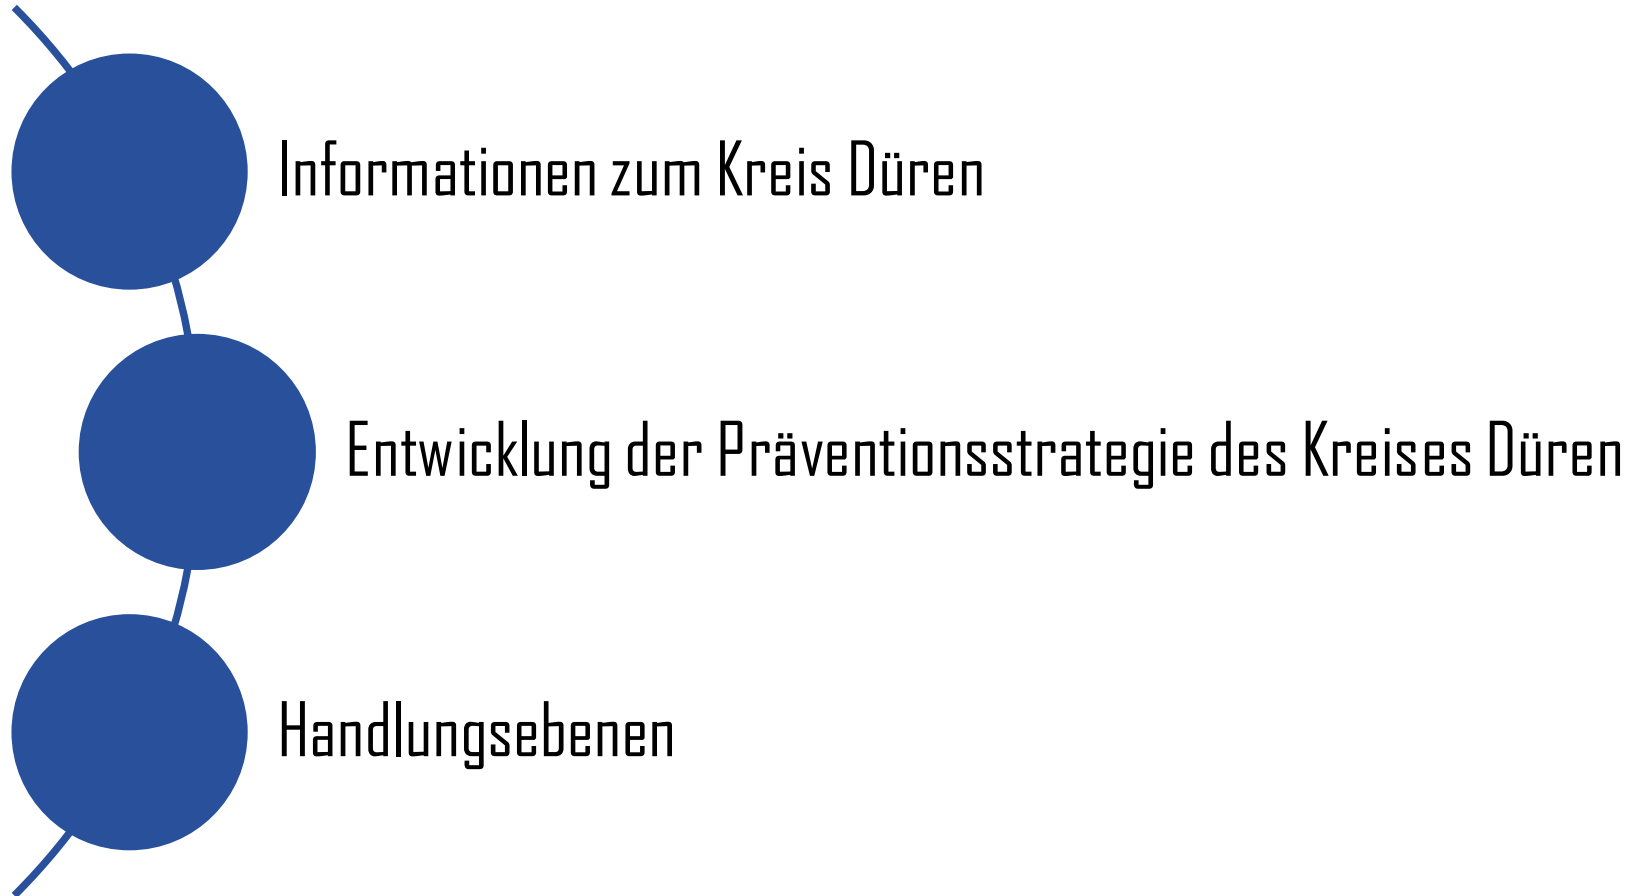 Informationen zum Kreis Düren
Entwicklung der Präventionsstrategie des Kreises Düren
Handlungsebenen